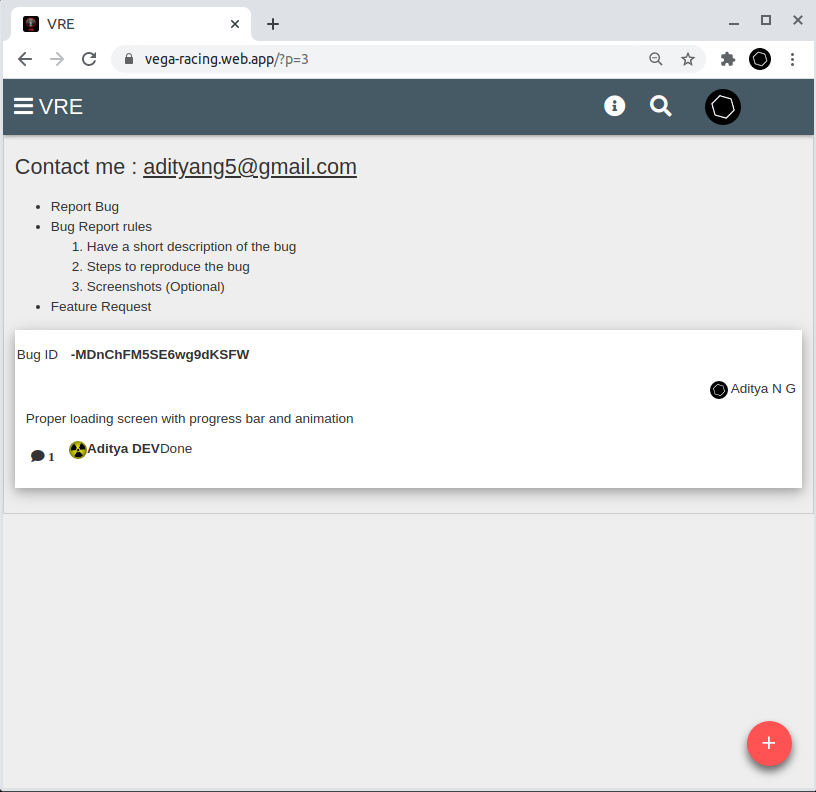 VRE
vega-racing.web.app/?p=3
VRE
Contact me : adityang5@gmail.com
• Report Bug
• Bug Report rules
1. Have a short description of the bug
2. Steps to reproduce the bug
3. Screenshots (Optional)
• Feature Request
Bug ID -MDnChFM5SE6wg9dKSFW
Aditya N G
Proper loading screen with progress bar and animation
1 Aditya DEVDone